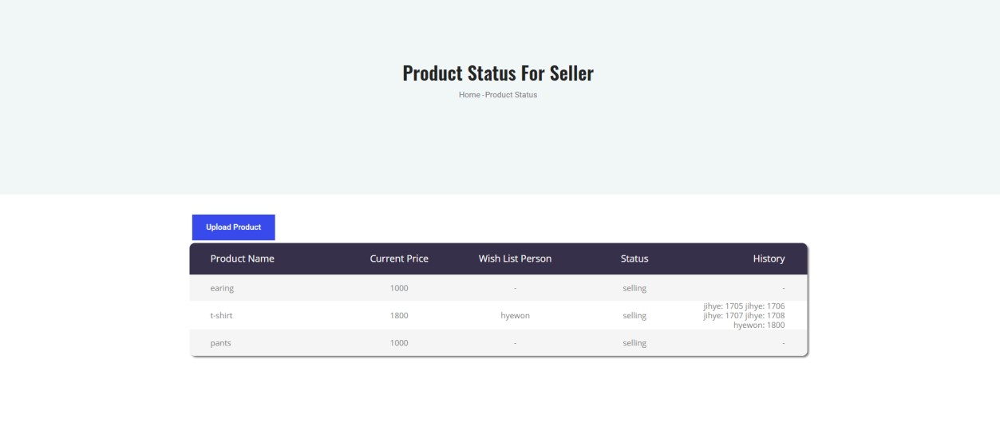 Product Status For Seller
Home -Product Status
Upload Product
Product Name Current Price Wish List Person Status History
earing 1000 - selling -
t-shirt 1800 hyewon selling jihye: 1705 jihye: 1706
jihye: 1707 jihye: 1708
hyewon: 1800
pants 1000 - selling -